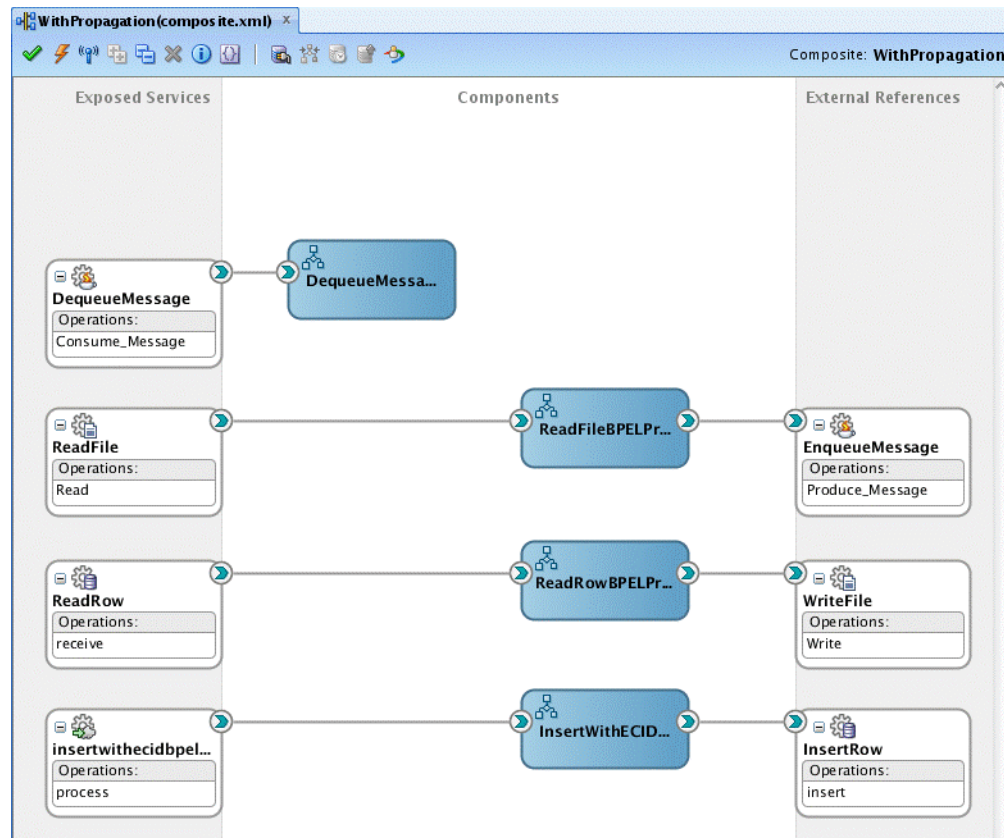 WithPropagation(composite.xml)
Composite: WithPropagation
Exposed Services
Components
External References
DequeueMessa...
DequeueMessage
Operations:
Consume_Message
ReadFile
Operations:
Read
ReadFileBPELPr...
EnqueueMessage
Operations:
Produce_Message
ReadRow
Operations:
receive
ReadRowBPELPr...
WriteFile
Operations:
Write
insertwithecidbpel...
Operations:
process
InsertWithECID...
InsertRow
Operations:
insert